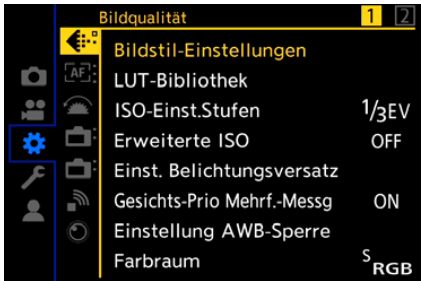 Bildqualität 1 2
Bildstil-Einstellungen
AF
LUT-Bibliothek
ISO-Einst.Stufen 1/3EV
Erweiterte ISO OFF
Einst. Belichtungsversatz
Gesichts-Prio Mehrf.-Messg ON
Einstellung AWB-Sperre
Farbraum sRGB